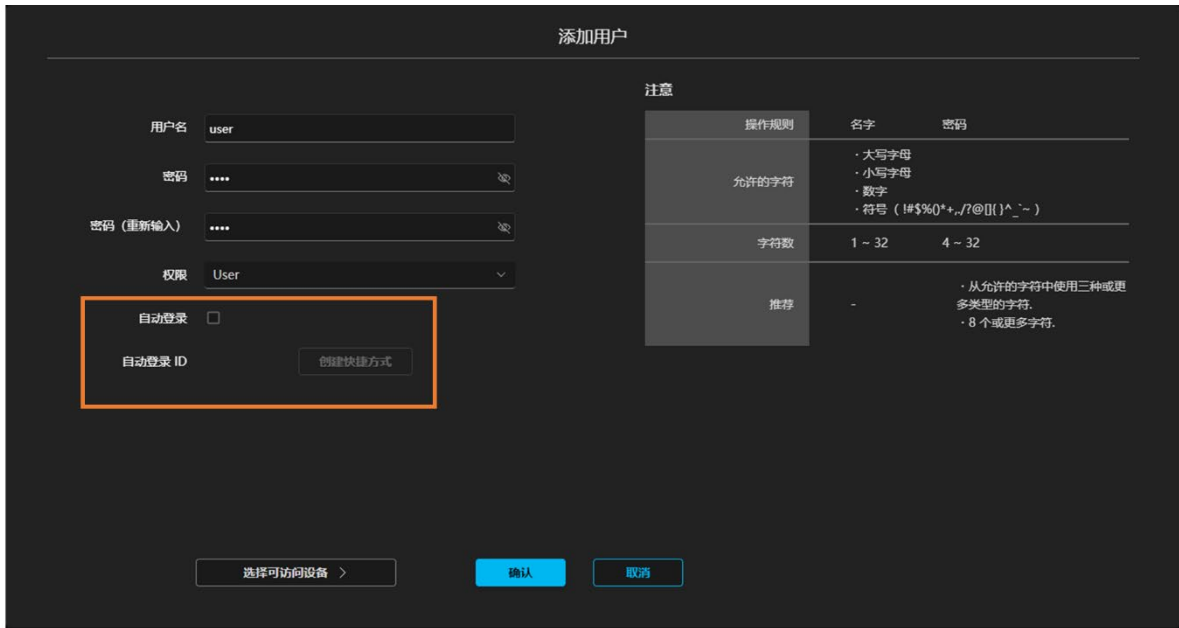 添加用户
用户名
user
密码
••••
密码（重新输入）
••••
权限
User
自动登录
自动登录 ID
创建快捷方式
注意
操作规则 名字 密码
允许的字符
· 大写字母
· 小写字母
· 数字
· 符号（!#$%()*+,./?@[]{ }^_`~ ）
字符数 1 ~ 32 4 ~ 32
推荐 -
· 从允许的字符中使用三种或更
多类型的字符.
· 8 个或更多字符.
选择可访问设备 >
确认
取消